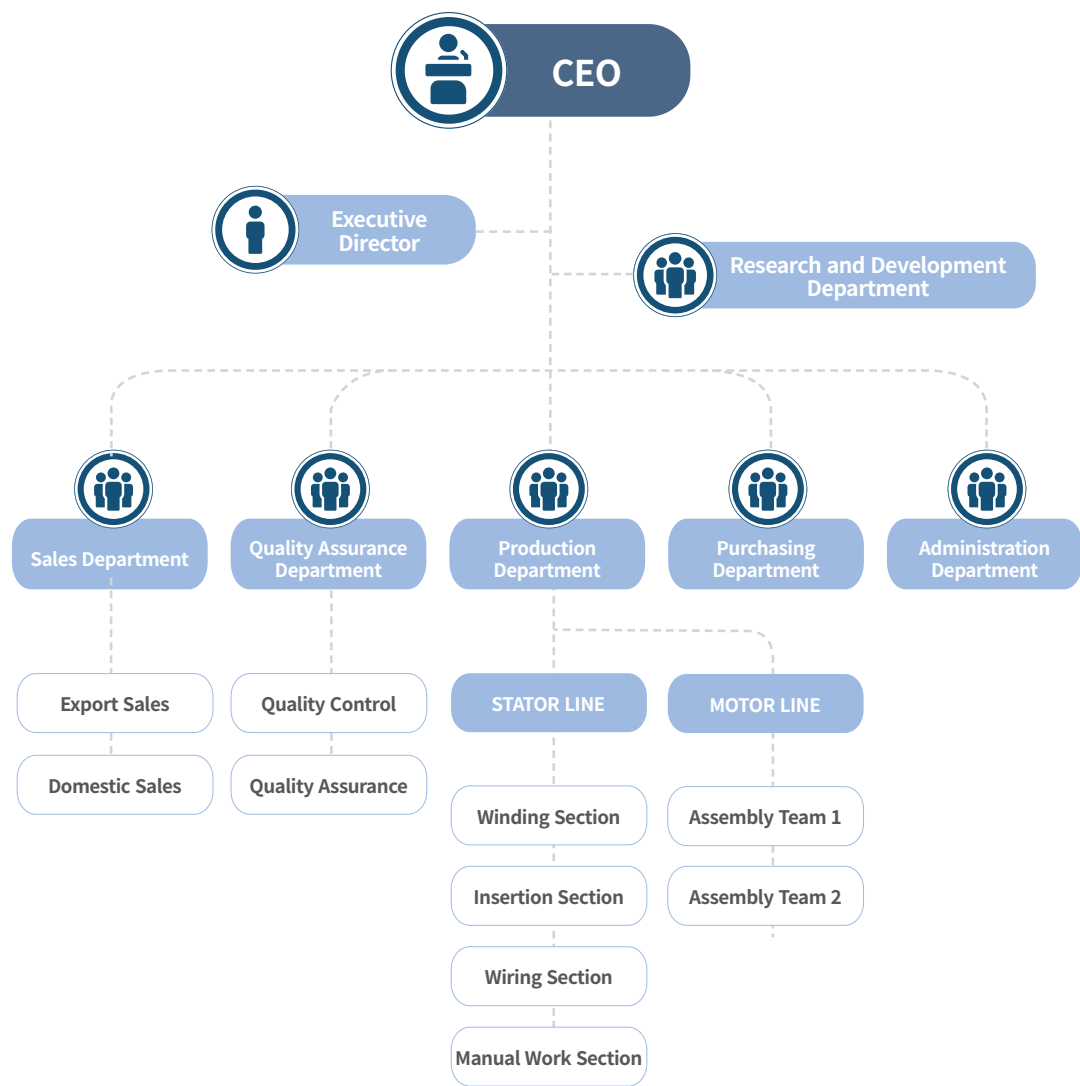 CEO
Executive
Director
Research and Development
Department
Sales Department
Quality Assurance
Department
Production
Department
Purchasing
Department
Administration
Department
Export Sales
Quality Control
STATOR LINE
MOTOR LINE
Domestic Sales
Quality Assurance
Winding Section
Assembly Team 1
Insertion Section
Assembly Team 2
Wiring Section
Manual Work Section